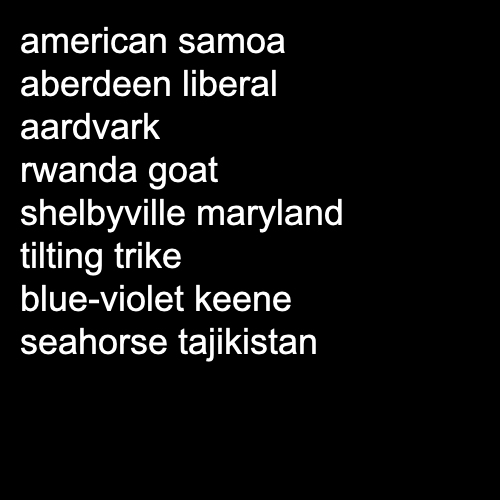 american samoa
aberdeen liberal
aardvark
rwanda goat
shelbyville maryland
tilting trike
blue-violet keene
seahorse tajikistan